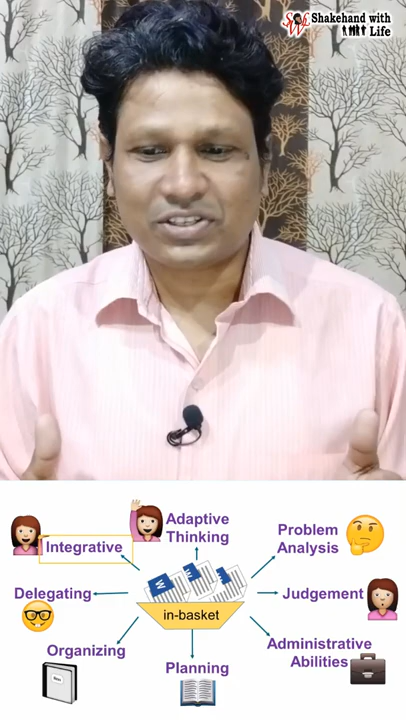 Shakehand with
Life
Adaptive
Thinking
Problem
Analysis
Integrative
Delegating
Judgement
W
W
W
in-basket
Organizing
Administrative
Abilities
Planning